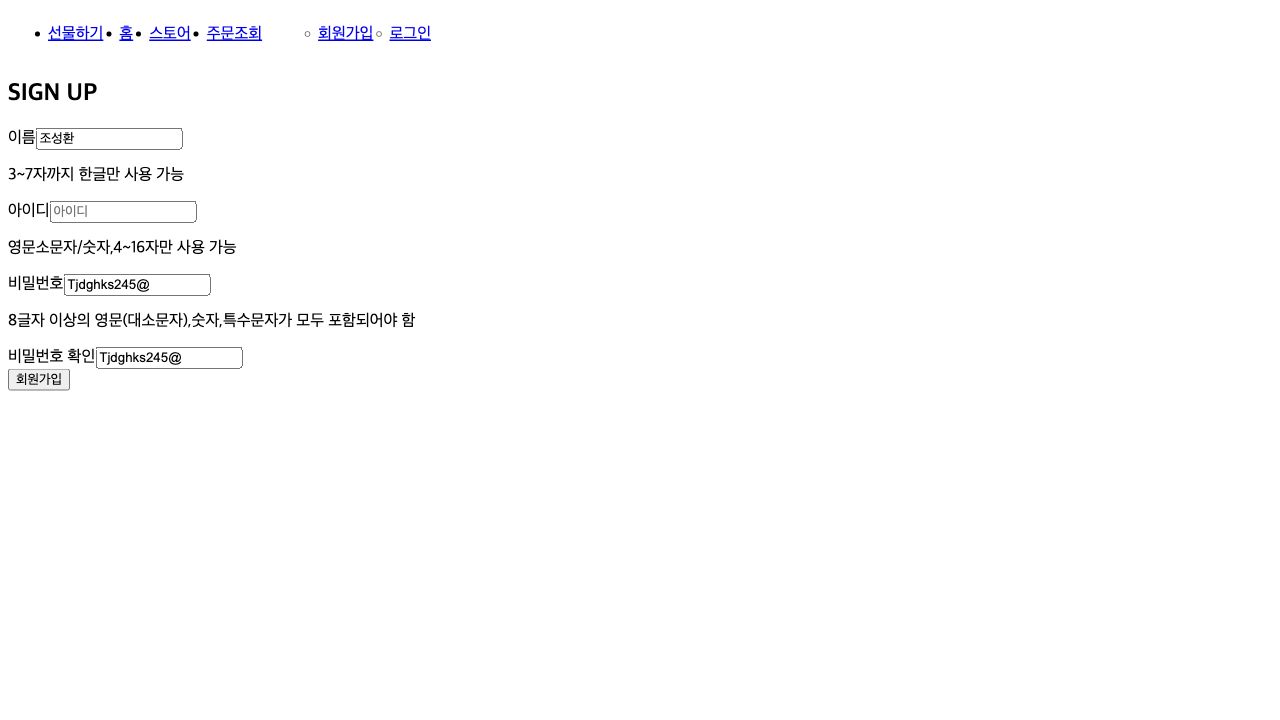 선물하기 홈 스토어 주문조회 회원가입 로그인
SIGN UP
이름 조성환
3~7자까지 한글만 사용 가능
아이디 아이디
영문소문자/숫자,4~16자만 사용 가능
비밀번호 Tjdghks245@
8글자 이상의 영문(대소문자),숫자,특수문자가 모두 포함되어야 함
비밀번호 확인 Tjdghks245@
회원가입